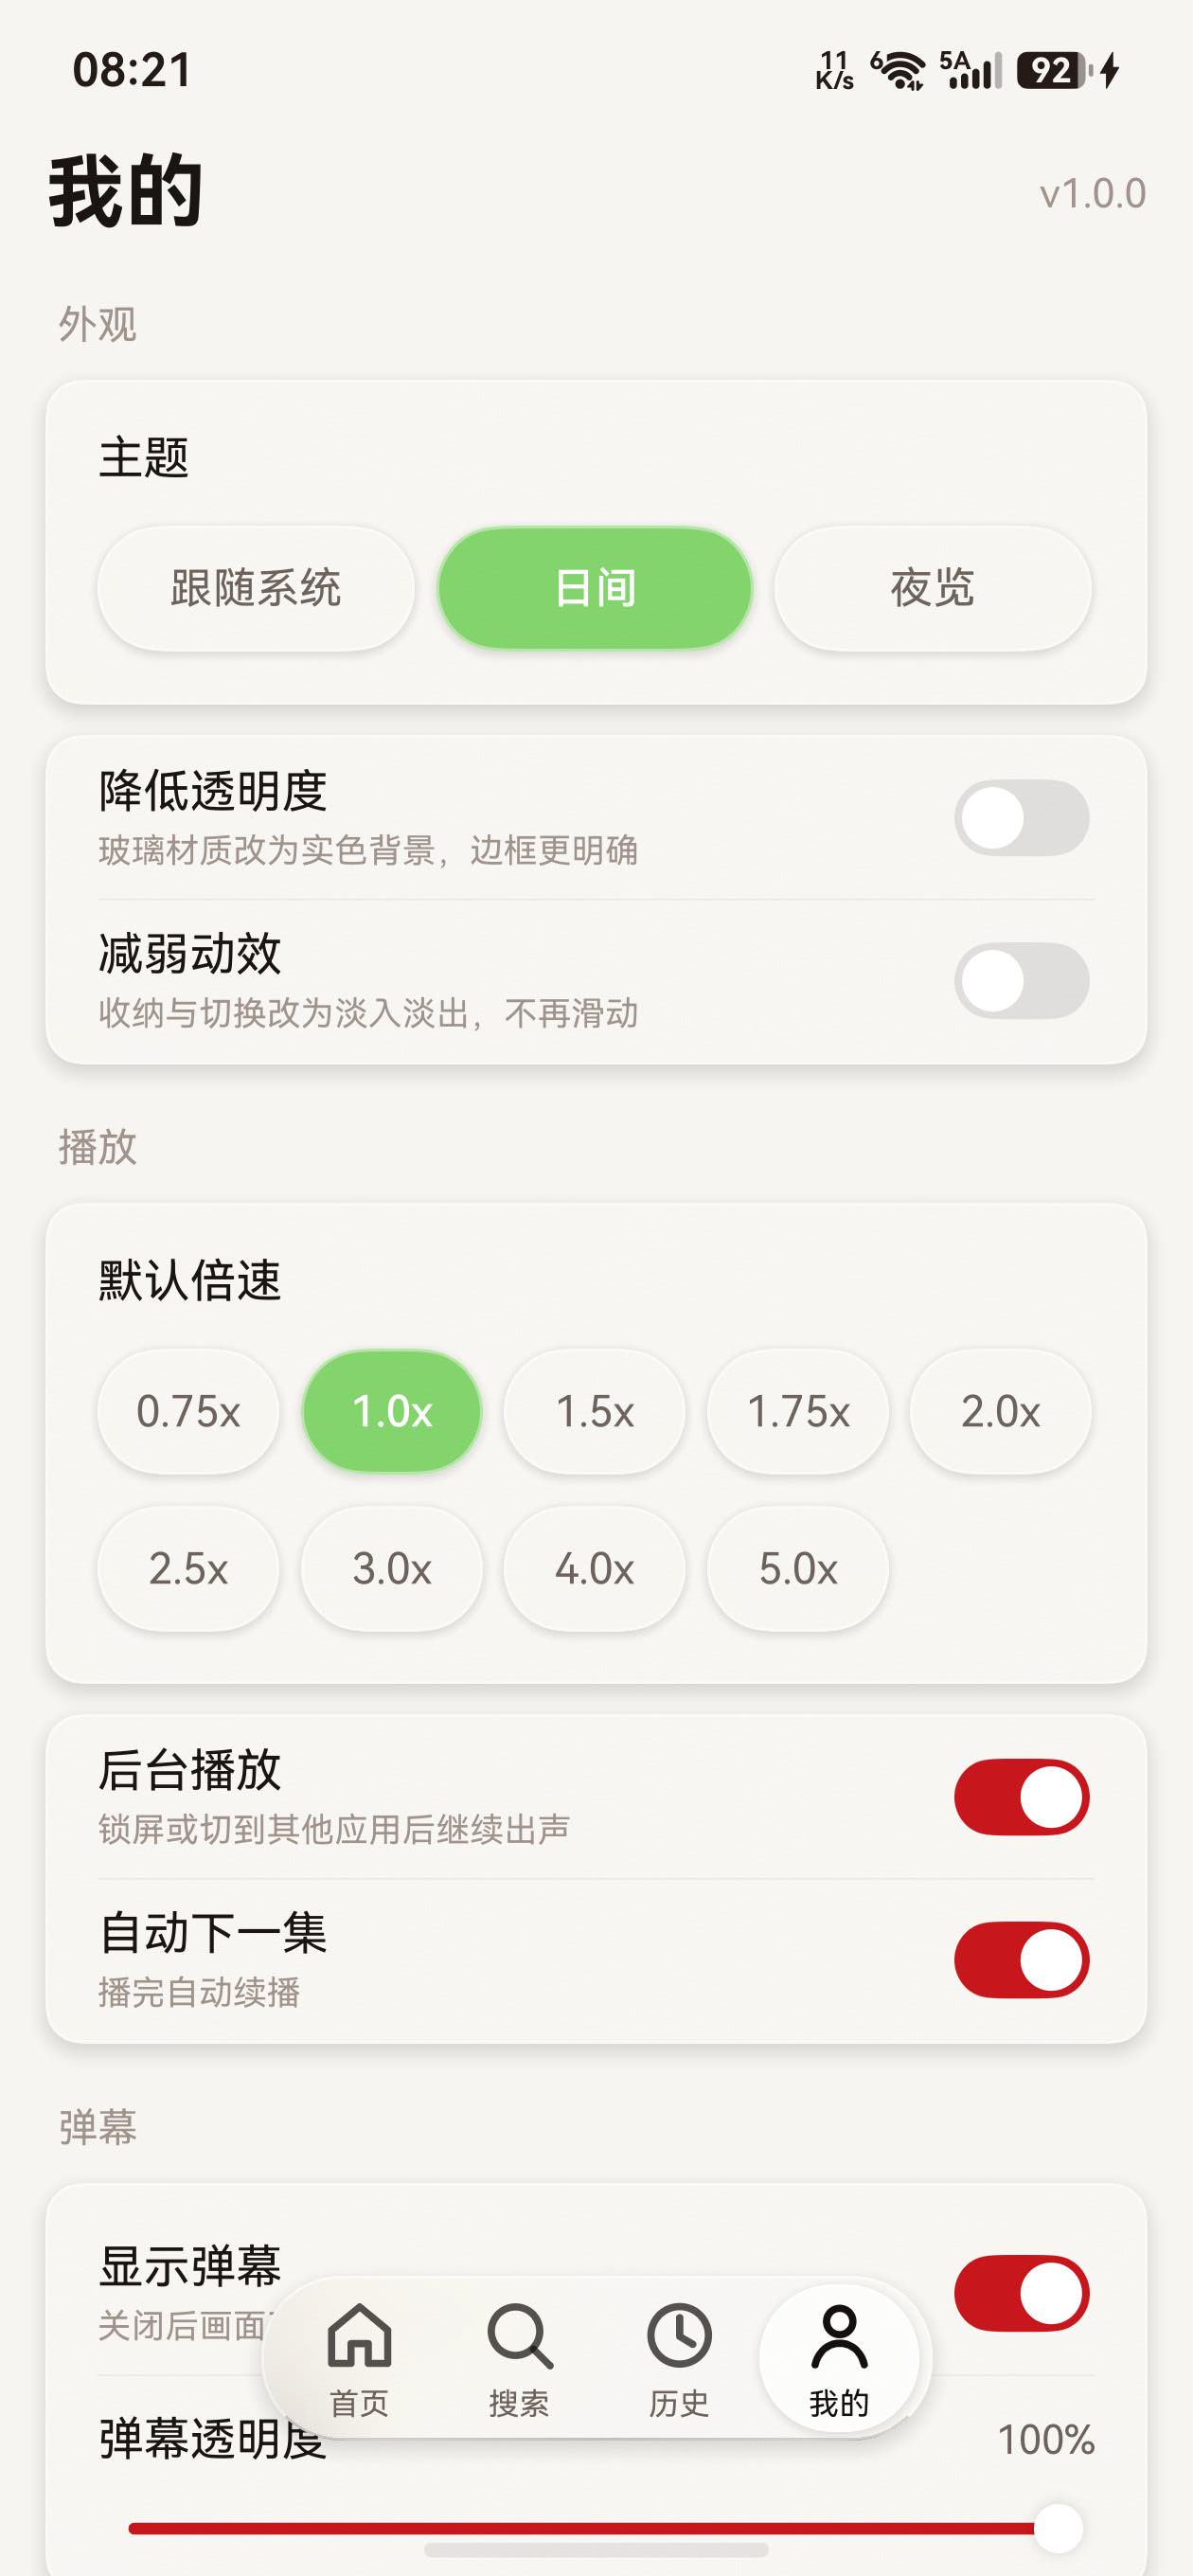 08:21
11
K/s
6
5A
92
我的
v1.0.0
外观
主题
跟随系统
日间
夜览
降低透明度
玻璃材质改为实色背景，边框更明确
减弱动效
收纳与切换改为淡入淡出，不再滑动
播放
默认倍速
0.75x
1.0x
1.5x
1.75x
2.0x
2.5x
3.0x
4.0x
5.0x
后台播放
锁屏或切到其他应用后继续出声
自动下一集
播完自动续播
弹幕
显示弹幕
关闭后画面
首页
搜索
历史
我的
弹幕透明度
100%